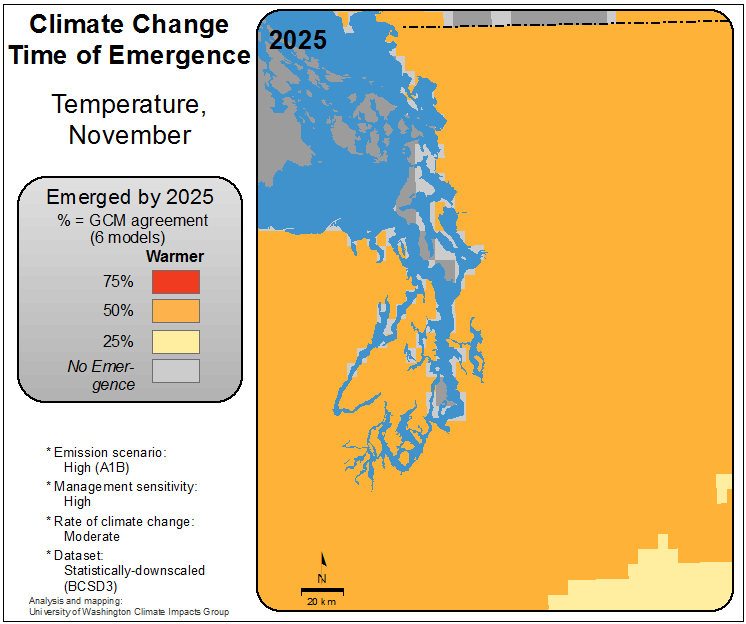 Climate Change
Time of Emergence
Temperature,
November
Emerged by 2025
% = GCM agreement
(6 models)
Warmer
75%
50%
25%
No Emer-
gence
* Emission scenario:
High (A1B)
* Management sensitivity:
High
* Rate of climate change:
Moderate
* Dataset:
Statistically-downscaled
(BCSD3)
Analysis and mapping:
University of Washington Climate Impacts Group
2025
N
20 km